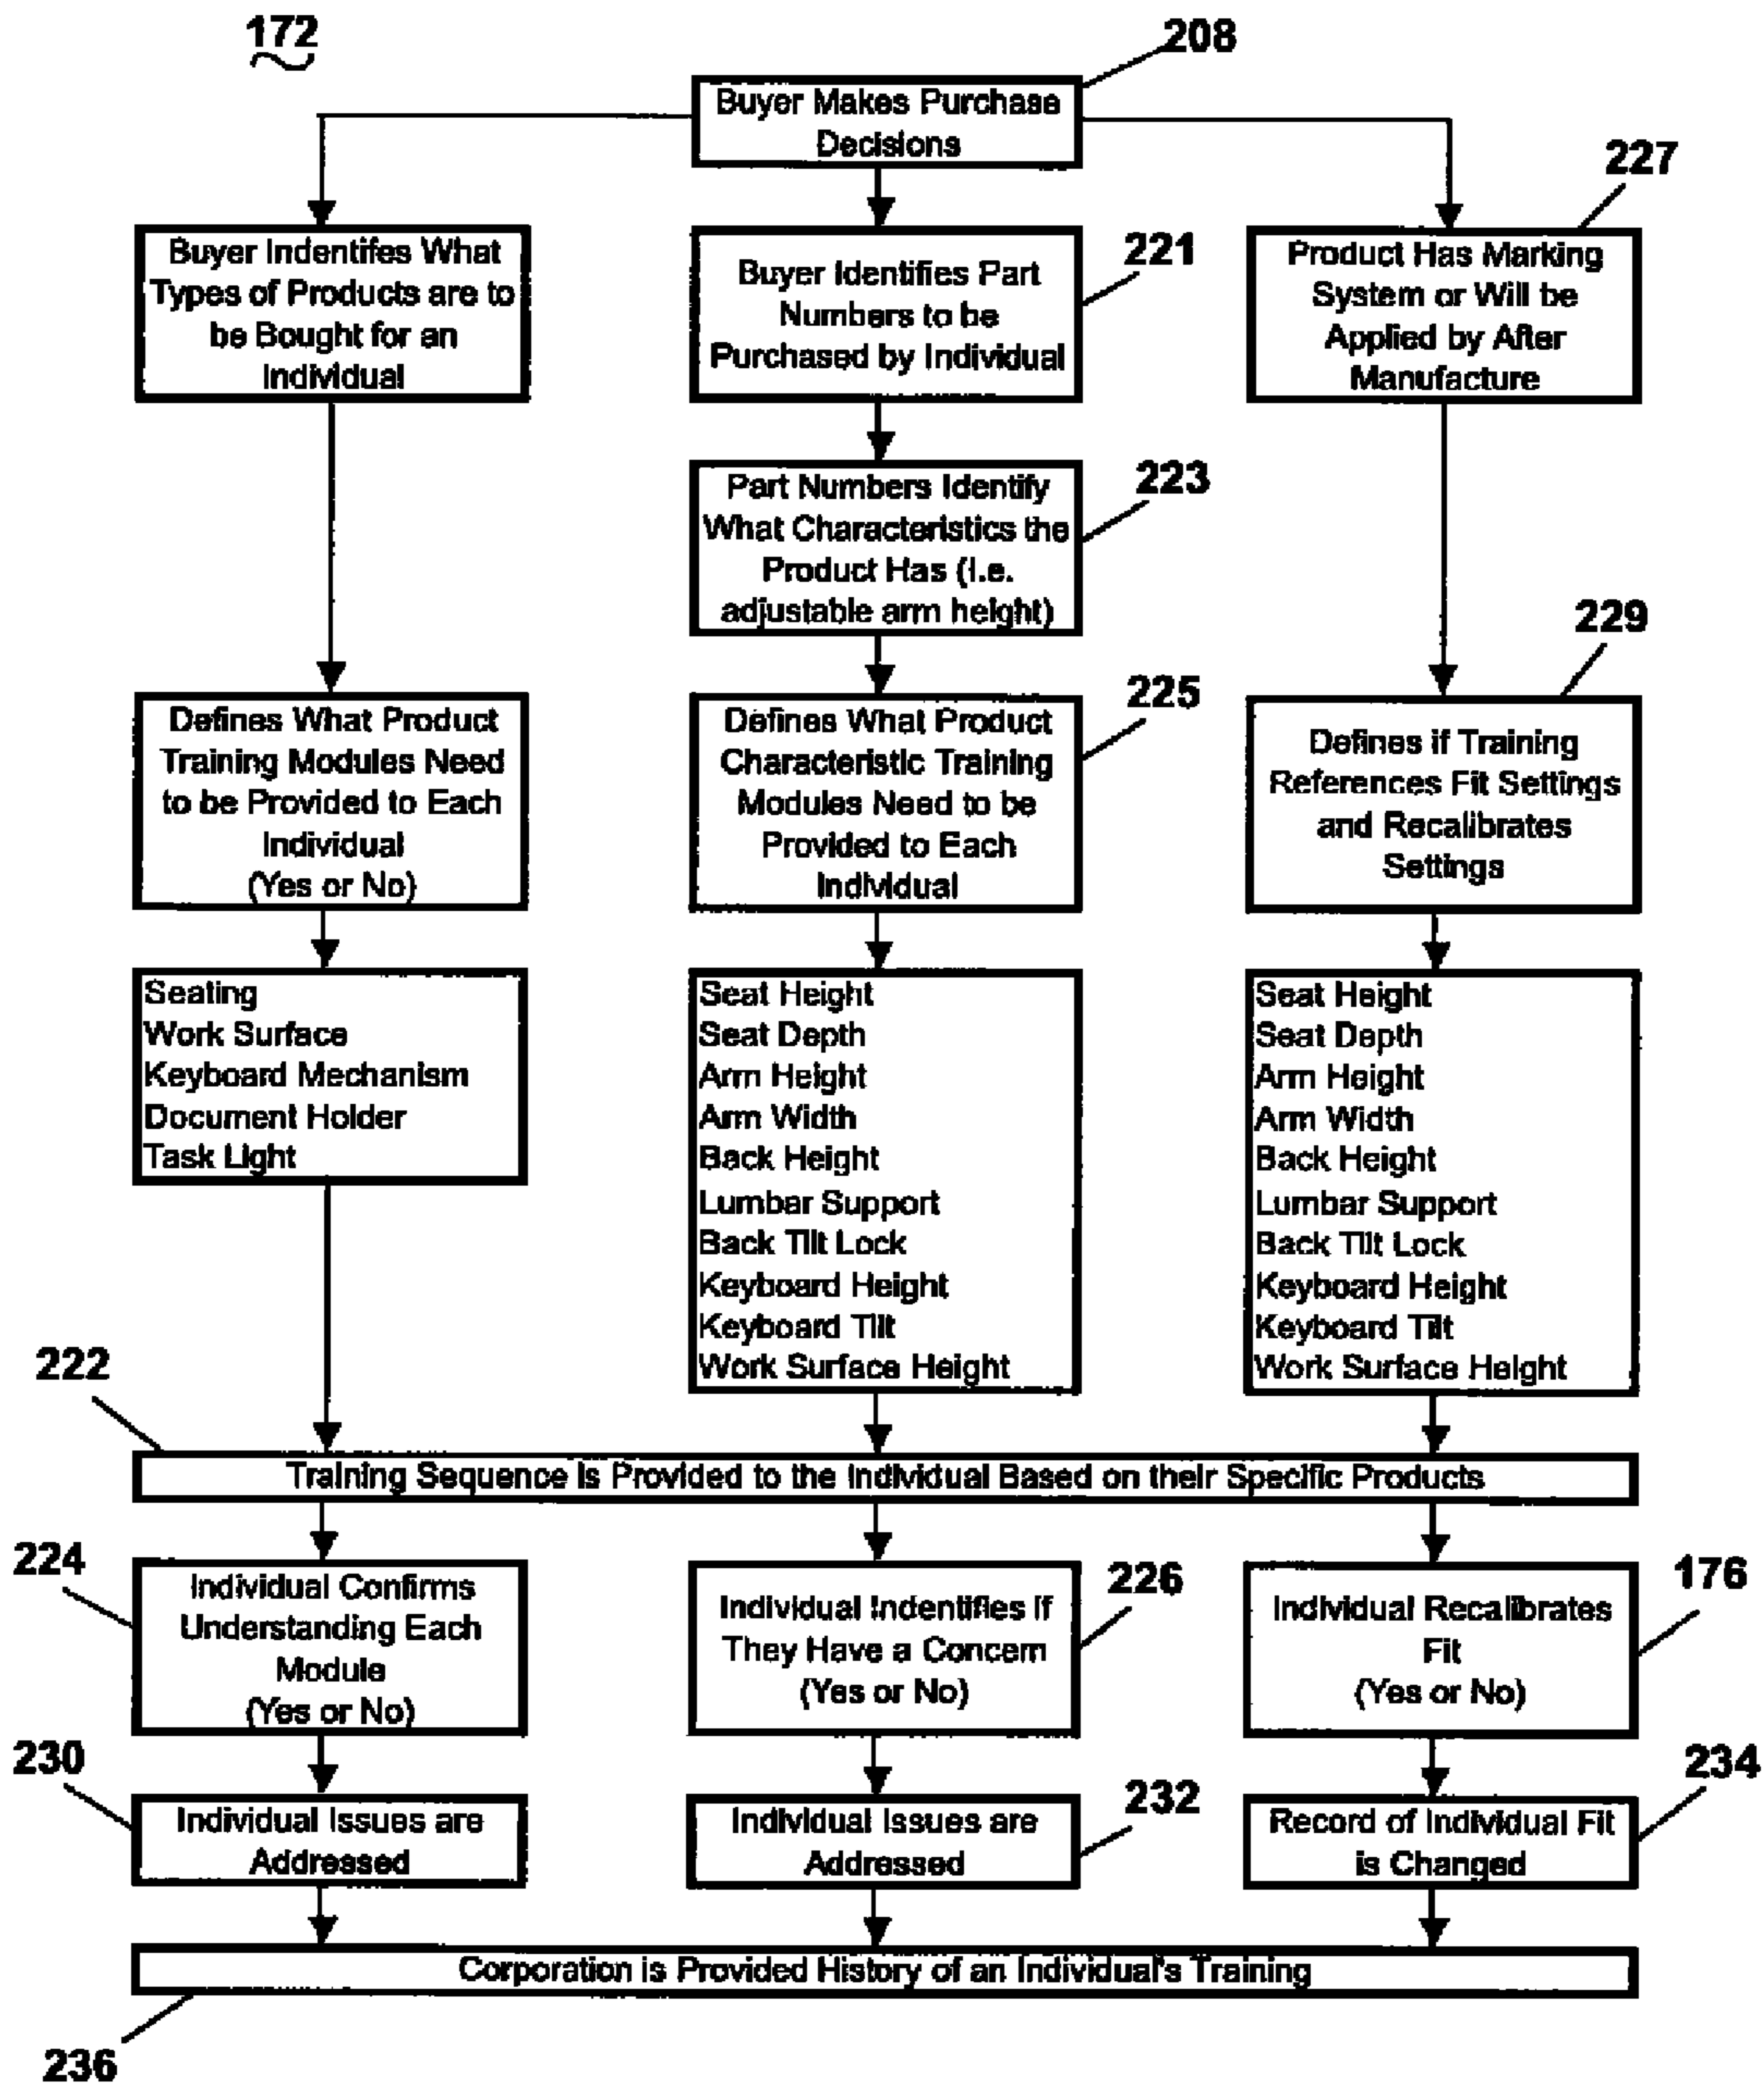 172
208
Buyer Makes Purchase
Decisions
227
Buyer Indentifes What
Types of Products are to
be Bought for an
Individual
221
Buyer Identifies Part
Numbers to be
Purchased by Individual
Product Has Marking
System or Will be
Applied by After
Manufacture
223
Part Numbers Identify
What Characteristics the
Product Has (i.e.
adjustable arm height)
229
225
Defines What Product
Training Modules Need
to be Provided to Each
Individual
(Yes or No)
Defines What Product
Characteristic Training
Modules Need to be
Provided to Each
Individual
Defines if Training
References Fit Settings
and Recalibrates
Settings
Seating
Work Surface
Keyboard Mechanism
Document Holder
Task Light
Seat Height
Seat Depth
Arm Height
Arm Width
Back Height
Lumbar Support
Back Tilt Lock
Keyboard Height
Keyboard Tilt
Work Surface Height
Seat Height
Seat Depth
Arm Height
Arm Width
Back Height
Lumbar Support
Back Tilt Lock
Keyboard Height
Keyboard Tilt
Work Surface Height
222
Training Sequence is Provided to the Individual Based on their Specific Products
224
Individual Confirms
Understanding Each
Module
(Yes or No)
226
Individual Indentifies if
They Have a Concern
(Yes or No)
176
Individual Recalibrates
Fit
(Yes or No)
230
Individual Issues are
Addressed
232
Individual Issues are
Addressed
234
Record of Individual Fit
is Changed
Corporation is Provided History of an Individual's Training
236